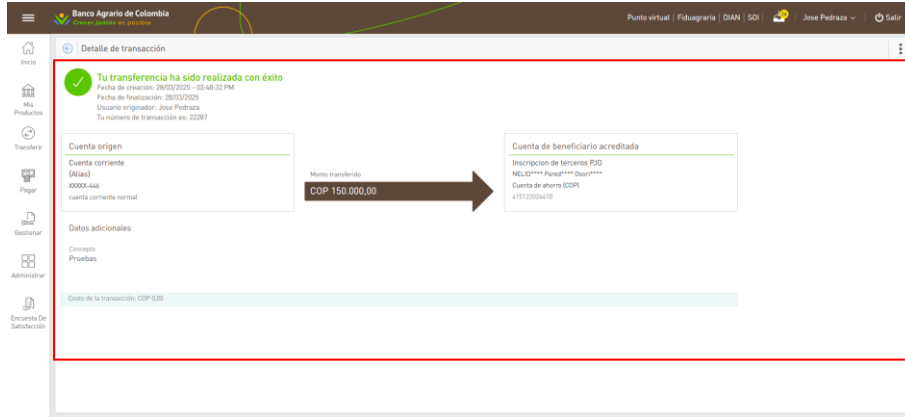 Banco Agrario de Colombia
Crecer juntos es posible
Punto virtual | Fiduagraria | DIAN | SOI |
Jose Pedraza
Salir
Inicio
Mis
Productos
Transferir
Pagar
Gestionar
Administrar
Encuesta De
Satisfacción
Detalle de transacción
Tu transferencia ha sido realizada con éxito
Fecha de creación: 28/03/2025 - 03:48:32 PM
Fecha de finalización: 28/03/2025
Usuario originador: Jose Pedraza
Tu número de transacción es: 22287
Cuenta origen
Cuenta corriente
(Alias)
XXXXX-446
cuenta corriente normal
Monto transferido
COP 150.000,00
Cuenta de beneficiario acreditada
Inscripcion de terceros PJO
NELID**** Pared**** Osori****
Cuenta de ahorro (COP)
415122024410
Datos adicionales
Concepto
Pruebas
Costo de la transacción: COP 0,00